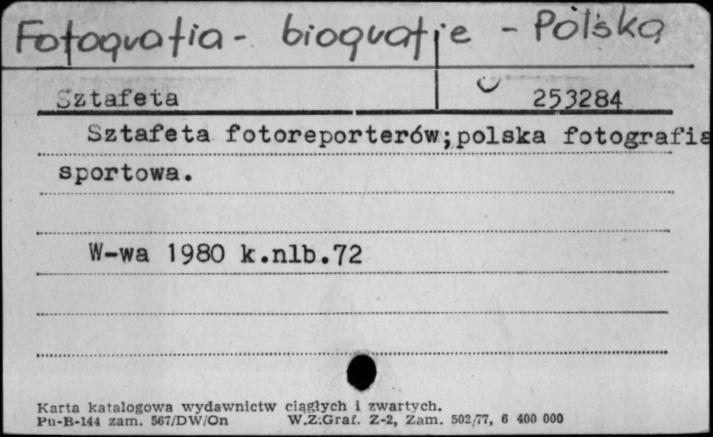 Fotografia - biografie - Polska
Sztafeta 253284
Sztafeta fotoreporterów;polska fotografia
sportowa.
W-wa 1980 k.nlb.72
Karta katalogowa wydawnictw ciągłych i zwartych.
Pu-B-144 zam. 567/DW/On W.Z.Graf. Z-2, Zam. 502/77, 6 400 000